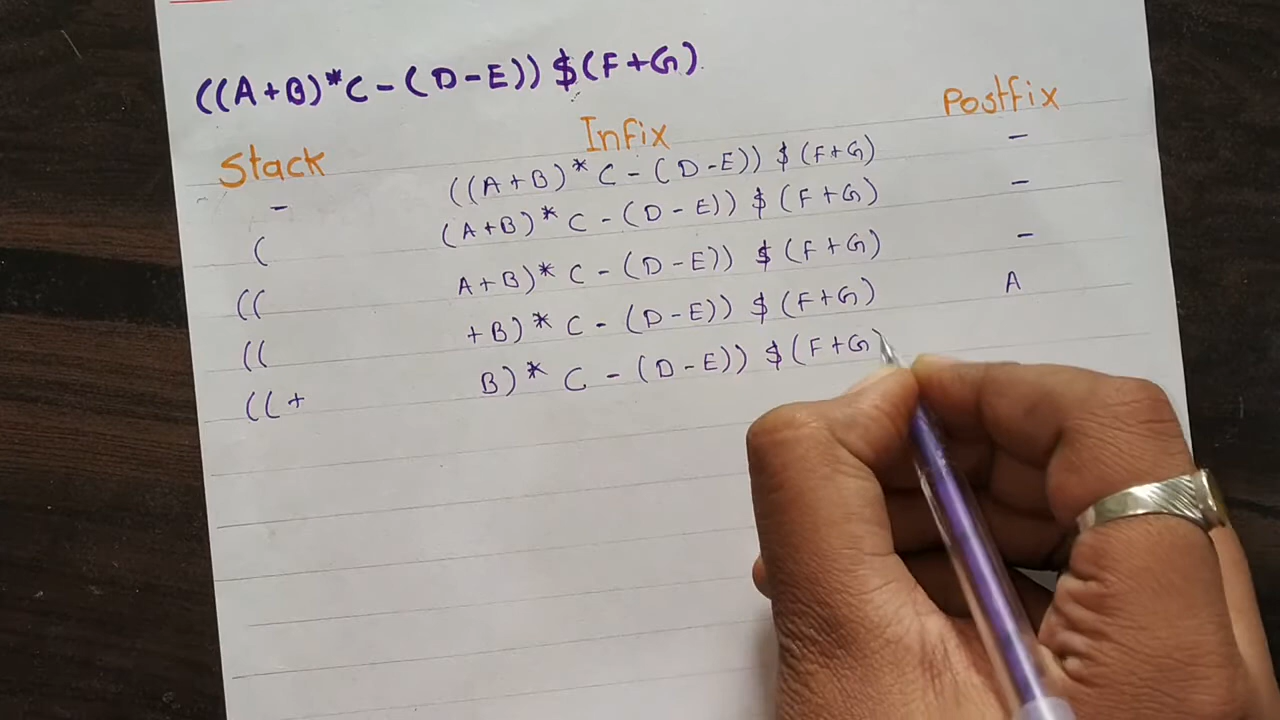 ((A+B)*C-(D-E))$(F+G)
Stack Infix Postfix
- ((A+B)*C-(D-E))$(F+G) -
( (A+B)*C-(D-E))$(F+G) -
(( A+B)*C-(D-E))$(F+G) -
(( +B)*C-(D-E))$(F+G) A
((+ B)*C-(D-E))$(F+G)